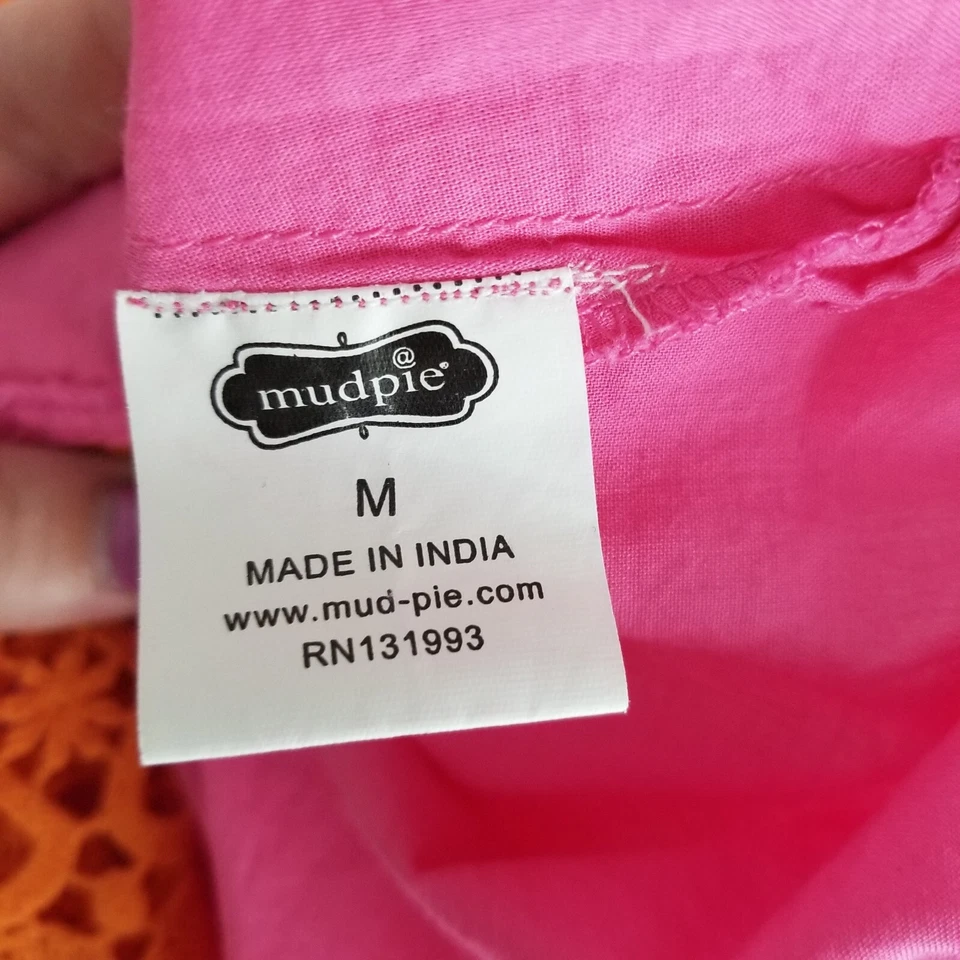 mudpie®
M
MADE IN INDIA
www.mud-pie.com
RN131993